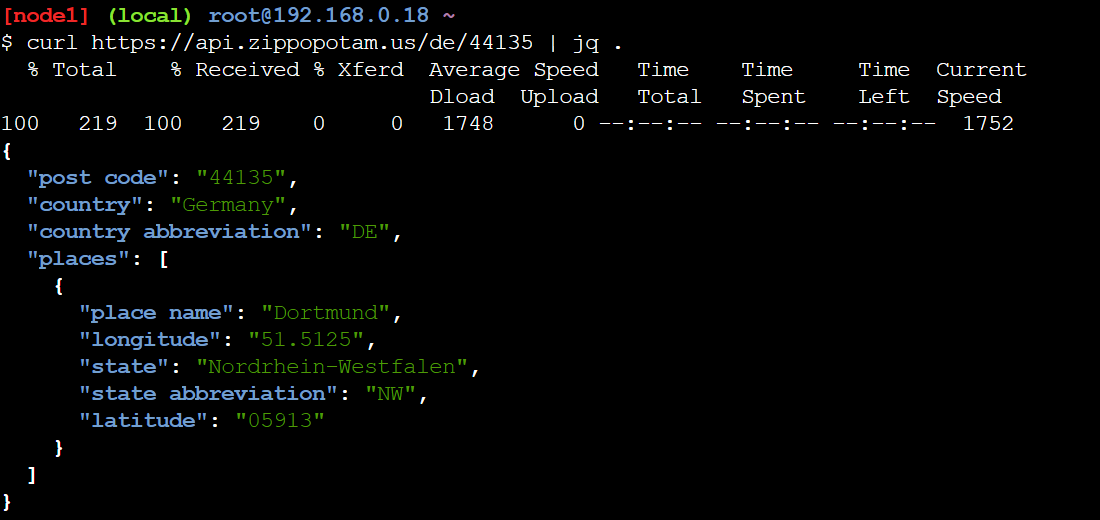 [node1] (local) root@192.168.0.18 ~
$ curl https://api.zippopotam.us/de/44135 | jq .
  % Total    % Received % Xferd  Average Speed   Time    Time     Time  Current
                                 Dload  Upload   Total   Spent    Left  Speed
100   219  100   219    0     0   1748      0 --:--:-- --:--:-- --:--:--  1752
{
  "post code": "44135",
  "country": "Germany",
  "country abbreviation": "DE",
  "places": [
    {
      "place name": "Dortmund",
      "longitude": "51.5125",
      "state": "Nordrhein-Westfalen",
      "state abbreviation": "NW",
      "latitude": "05913"
    }
  ]
}